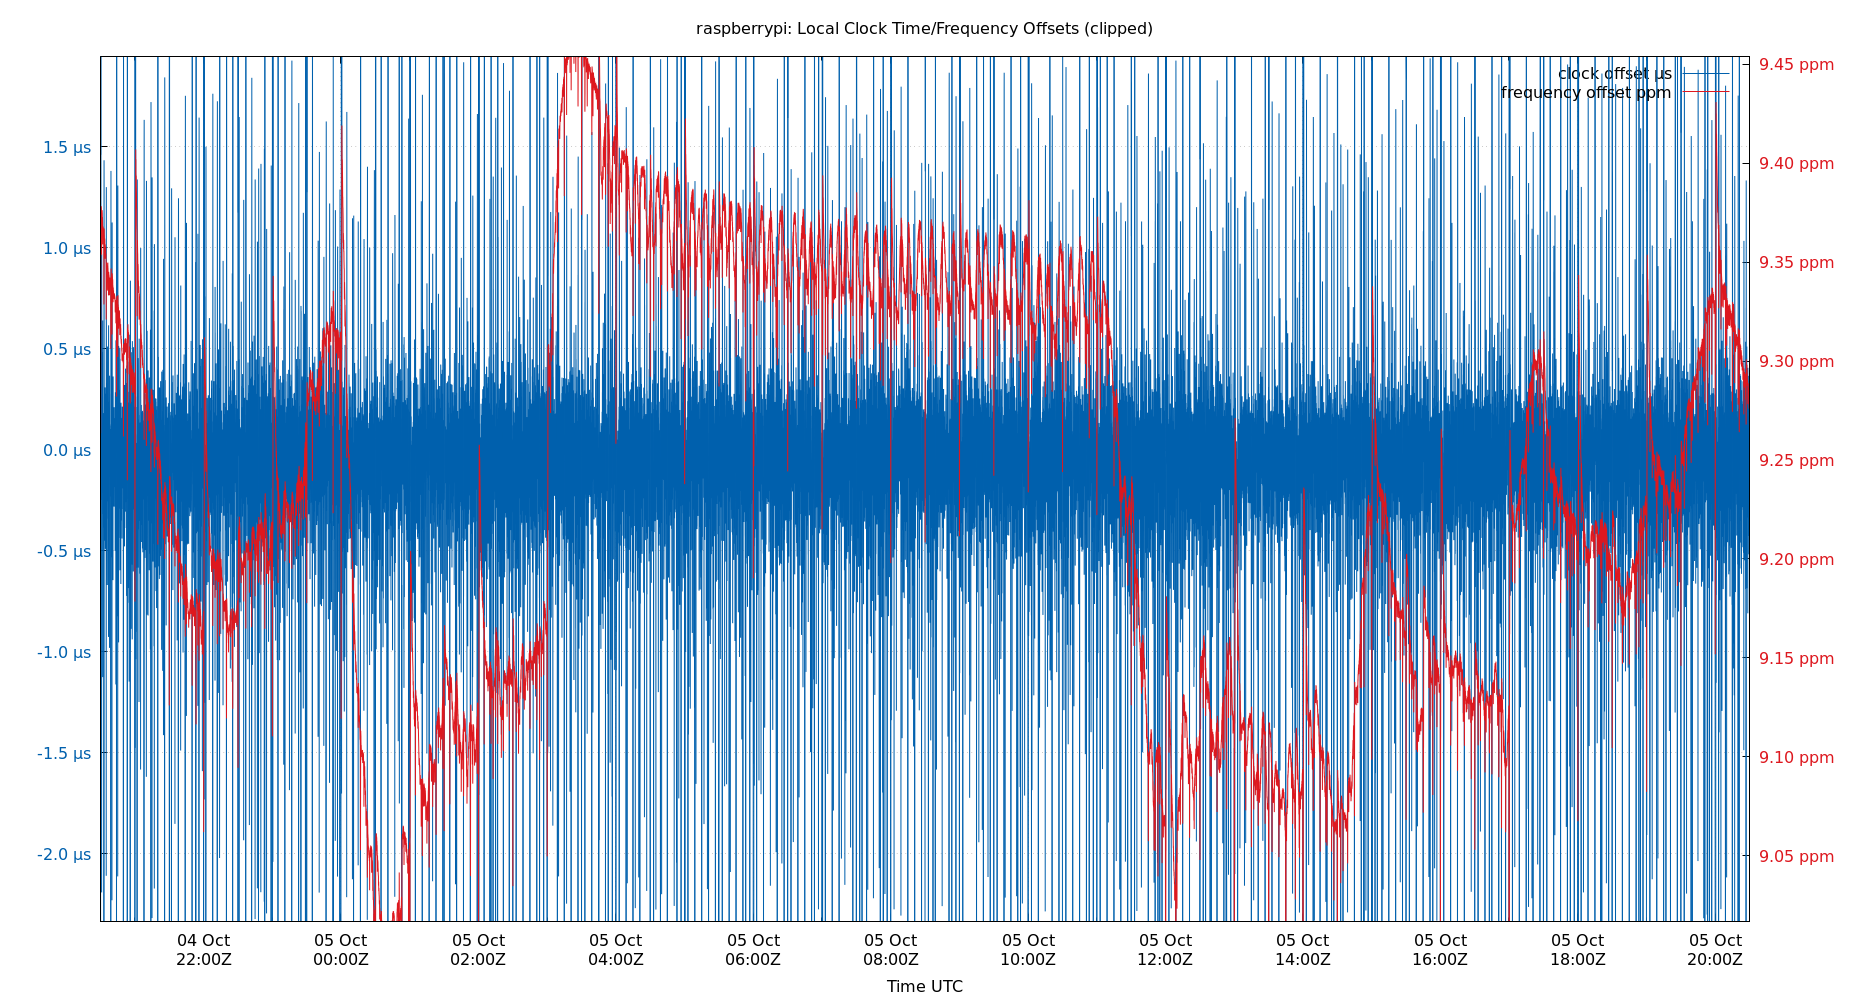 raspberrypi: Local Clock Time/Frequency Offsets (clipped)
clock offset µs
frequency offset ppm
1.5 µs
1.0 µs
0.5 µs
0.0 µs
-0.5 µs
-1.0 µs
-1.5 µs
-2.0 µs
9.45 ppm
9.40 ppm
9.35 ppm
9.30 ppm
9.25 ppm
9.20 ppm
9.15 ppm
9.10 ppm
9.05 ppm
04 Oct 05 Oct 05 Oct 05 Oct 05 Oct 05 Oct 05 Oct 05 Oct 05 Oct 05 Oct 05 Oct 05 Oct
22:00Z 00:00Z 02:00Z 04:00Z 06:00Z 08:00Z 10:00Z 12:00Z 14:00Z 16:00Z 18:00Z 20:00Z
Time UTC